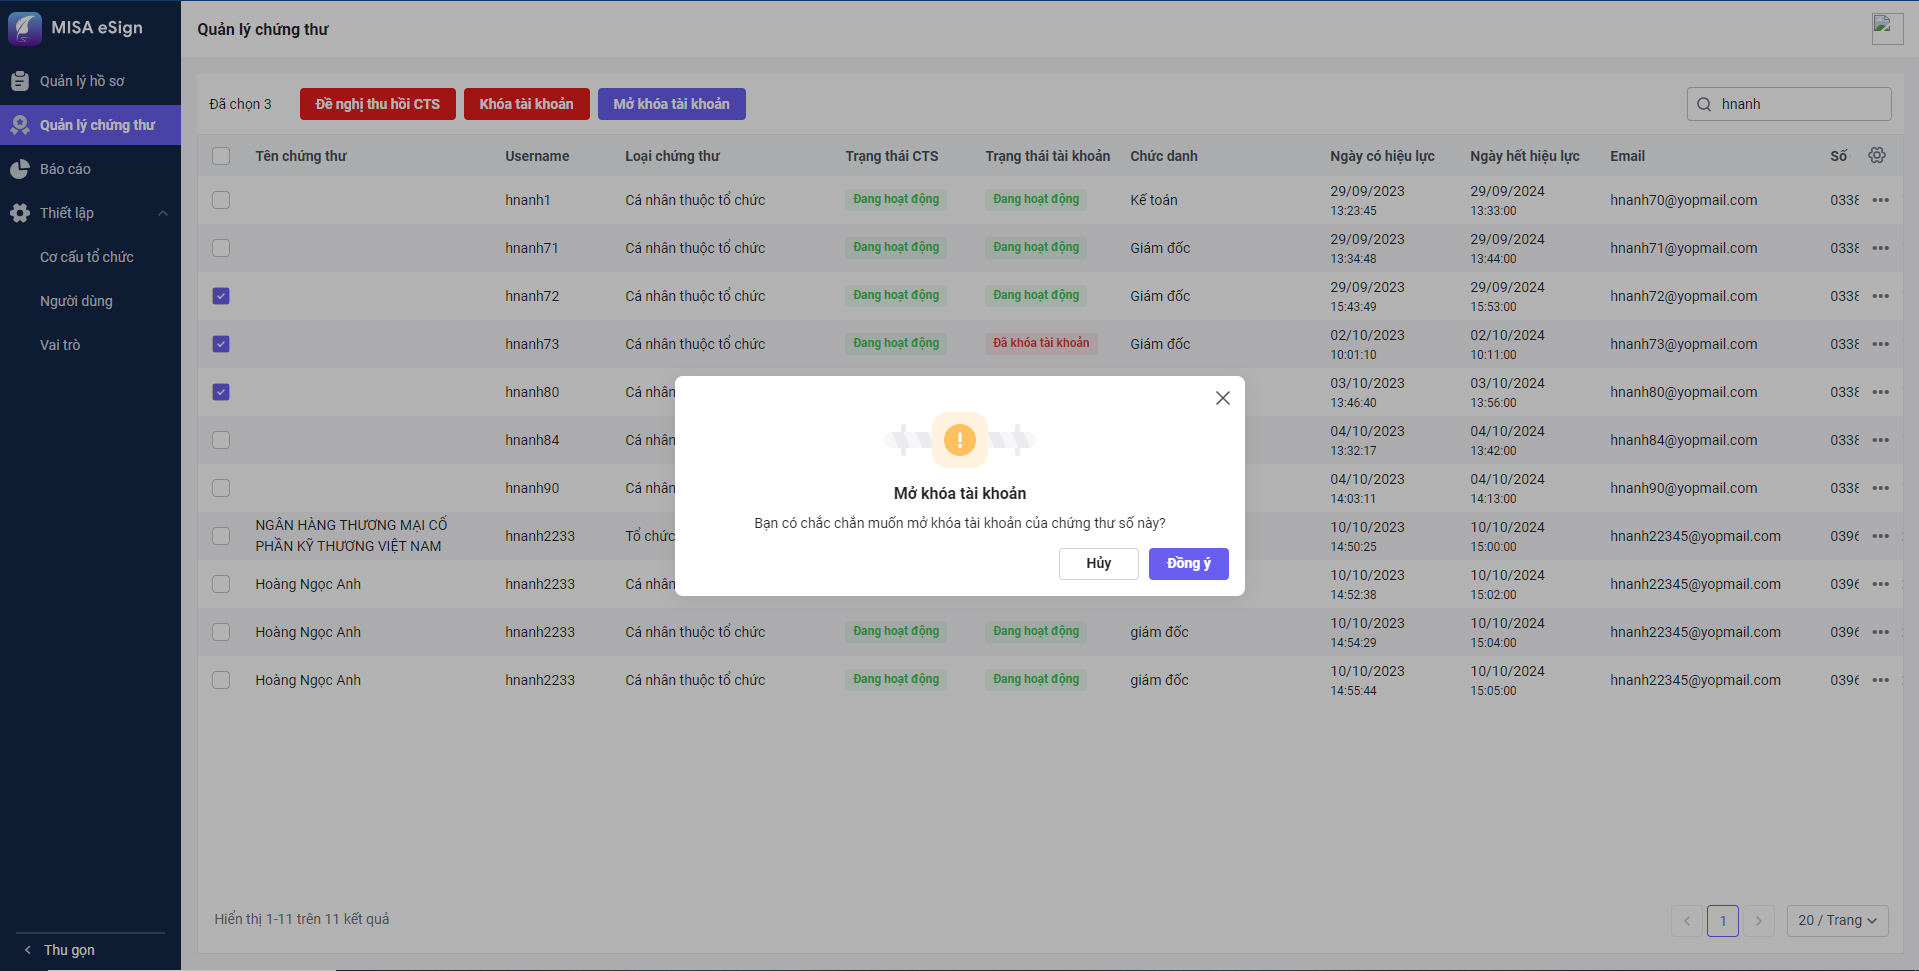 MISA eSign
Quản lý hồ sơ
Quản lý chứng thư
Báo cáo
Thiết lập
Cơ cấu tổ chức
Người dùng
Vai trò
Thu gọn
Quản lý chứng thư
Đã chọn 3
Đề nghị thu hồi CTS
Khóa tài khoản
Mở khóa tài khoản
hnanh
Tên chứng thư Username Loại chứng thư Trạng thái CTS Trạng thái tài khoản Chức danh Ngày có hiệu lực Ngày hết hiệu lực Email Số
hnanh1 Cá nhân thuộc tổ chức Đang hoạt động Đang hoạt động Kế toán 29/09/2023 29/09/2024 hnanh70@yopmail.com 0338
13:23:45 13:33:00
hnanh71 Cá nhân thuộc tổ chức Đang hoạt động Đang hoạt động Giám đốc 29/09/2023 29/09/2024 hnanh71@yopmail.com 0338
13:34:48 13:44:00
hnanh72 Cá nhân thuộc tổ chức Đang hoạt động Đang hoạt động Giám đốc 29/09/2023 29/09/2024 hnanh72@yopmail.com 0338
15:43:49 15:53:00
hnanh73 Cá nhân thuộc tổ chức Đang hoạt động Đã khóa tài khoản Giám đốc 02/10/2023 02/10/2024 hnanh73@yopmail.com 0338
10:01:10 10:11:00
hnanh80 Cá nhân 03/10/2023 03/10/2024 hnanh80@yopmail.com 0338
13:46:40 13:56:00
hnanh84 Cá nhân 04/10/2023 04/10/2024 hnanh84@yopmail.com 0338
13:32:17 13:42:00
hnanh90 Cá nhân 04/10/2023 04/10/2024 hnanh90@yopmail.com 0338
14:03:11 14:13:00
NGÂN HÀNG THƯƠNG MẠI CỔ
PHẦN KỸ THƯƠNG VIỆT NAM hnanh2233 Tổ chức 10/10/2023 10/10/2024 hnanh22345@yopmail.com 0396
14:50:25 15:00:00
Hoàng Ngọc Anh hnanh2233 Cá nhân 10/10/2023 10/10/2024 hnanh22345@yopmail.com 0396
14:52:38 15:02:00
Hoàng Ngọc Anh hnanh2233 Cá nhân thuộc tổ chức Đang hoạt động Đang hoạt động giám đốc 10/10/2023 10/10/2024 hnanh22345@yopmail.com 0396
14:54:29 15:04:00
Hoàng Ngọc Anh hnanh2233 Cá nhân thuộc tổ chức Đang hoạt động Đang hoạt động giám đốc 10/10/2023 10/10/2024 hnanh22345@yopmail.com 0396
14:55:44 15:05:00
Mở khóa tài khoản
Bạn có chắc chắn muốn mở khóa tài khoản của chứng thư số này?
Hủy
Đồng ý
Hiển thị 1-11 trên 11 kết quả
1
20 / Trang